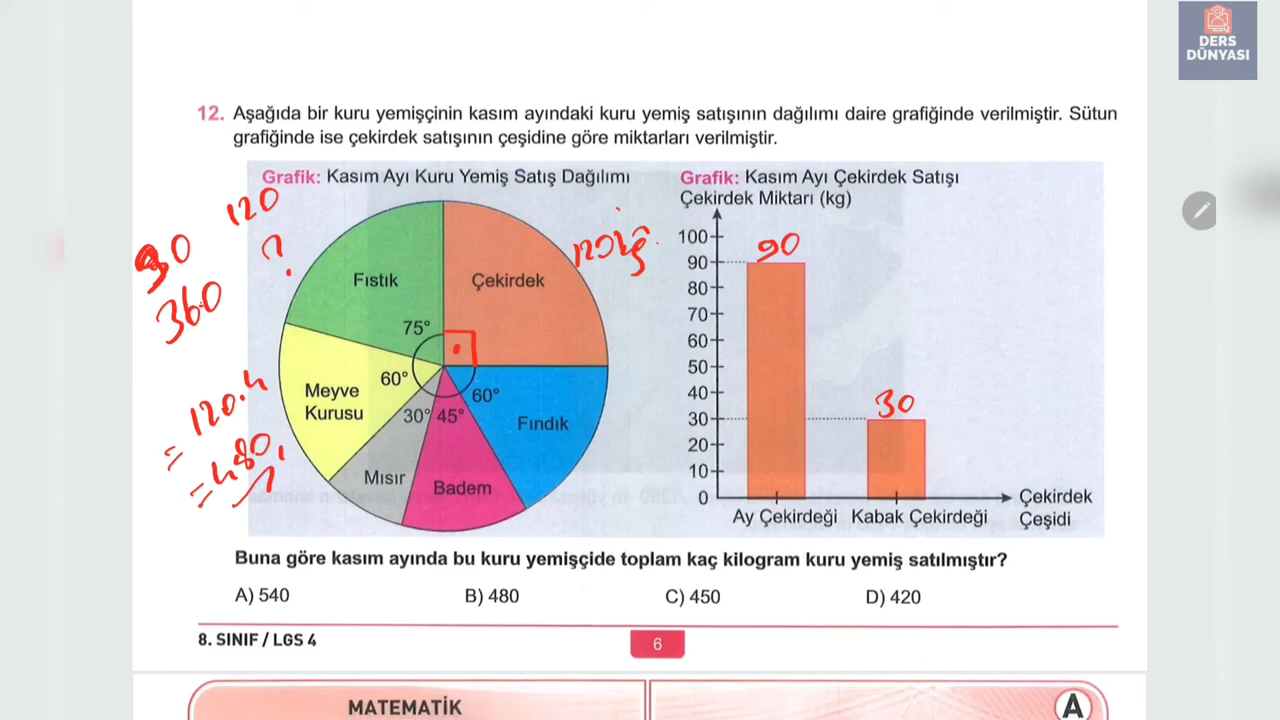 DERS
DÜNYASI
12. Aşağıda bir kuru yemişçinin kasım ayındaki kuru yemiş satışının dağılımı daire grafiğinde verilmiştir. Sütun
grafiğinde ise çekirdek satışının çeşidine göre miktarları verilmiştir.
Grafik: Kasım Ayı Kuru Yemiş Satış Dağılımı
Fıstık
Çekirdek
75°
Meyve
Kurusu
60°
30°
45°
60°
Fındık
Mısır
Badem
120
90
?
360
= 120.4
= 480
120 kg
Grafik: Kasım Ayı Çekirdek Satışı
Çekirdek Miktarı (kg)
100
90
80
70
60
50
40
30
20
10
0
90
30
Ay Çekirdeği
Kabak Çekirdeği
Çekirdek
Çeşidi
Buna göre kasım ayında bu kuru yemişçide toplam kaç kilogram kuru yemiş satılmıştır?
A) 540 B) 480 C) 450 D) 420
8. SINIF / LGS 4
6
MATEMATİK
A